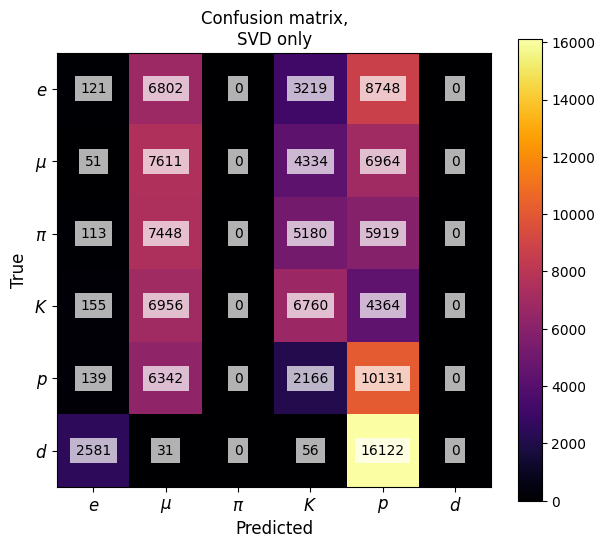 Confusion matrix,
SVD only
True
e 121 6802 0 3219 8748 0
μ 51 7611 0 4334 6964 0
π 113 7448 0 5180 5919 0
K 155 6956 0 6760 4364 0
p 139 6342 0 2166 10131 0
d 2581 31 0 56 16122 0
e μ π K p d
Predicted
16000
14000
12000
10000
8000
6000
4000
2000
0